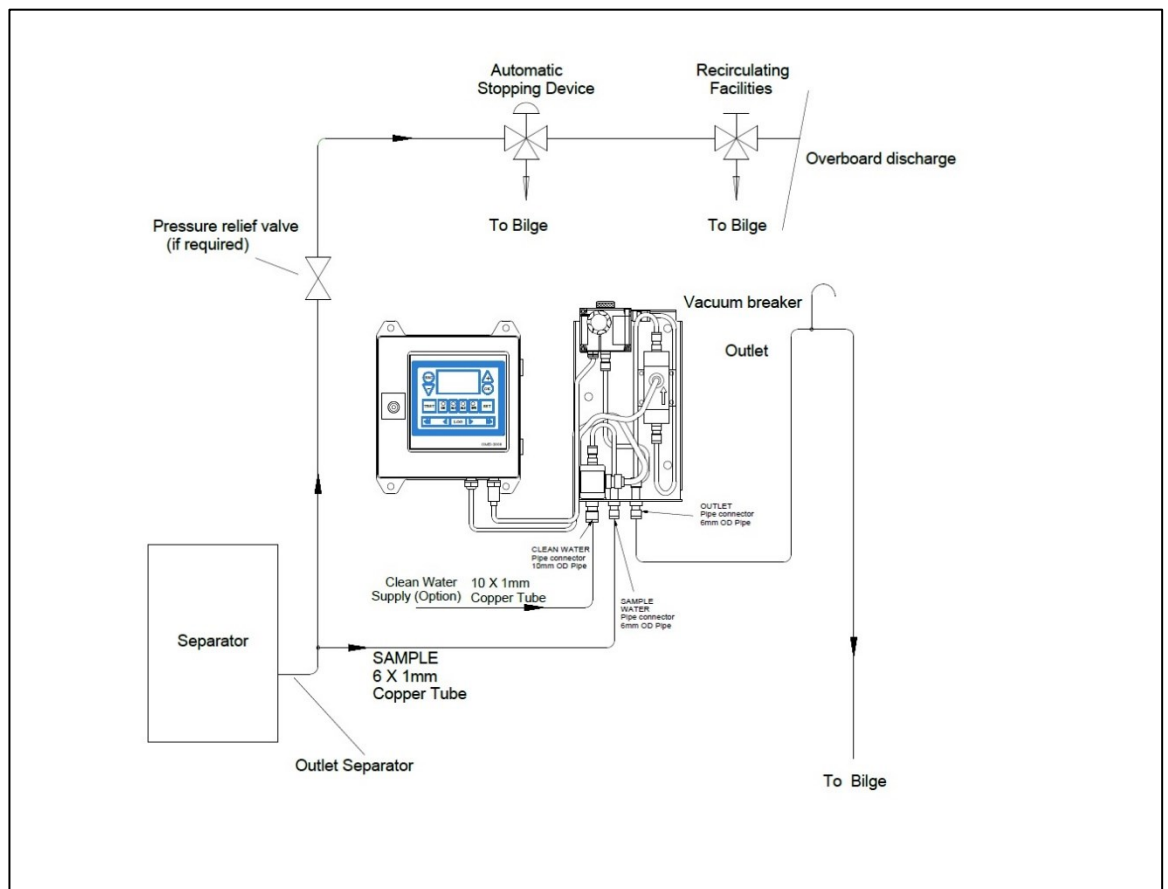 Automatic
Stopping Device
Recirculating
Facilities
Overboard discharge
To Bilge
To Bilge
Pressure relief valve
(if required)
Vacuum breaker
Outlet
OUTLET
Pipe connector
6mm OD Pipe
CLEAN WATER
Pipe connector
10mm OD Pipe
Clean Water
Supply (Option)
10 X 1mm
Copper Tube
SAMPLE
WATER
Pipe connector
6mm OD Pipe
Separator
SAMPLE
6 X 1mm
Copper Tube
Outlet Separator
To Bilge